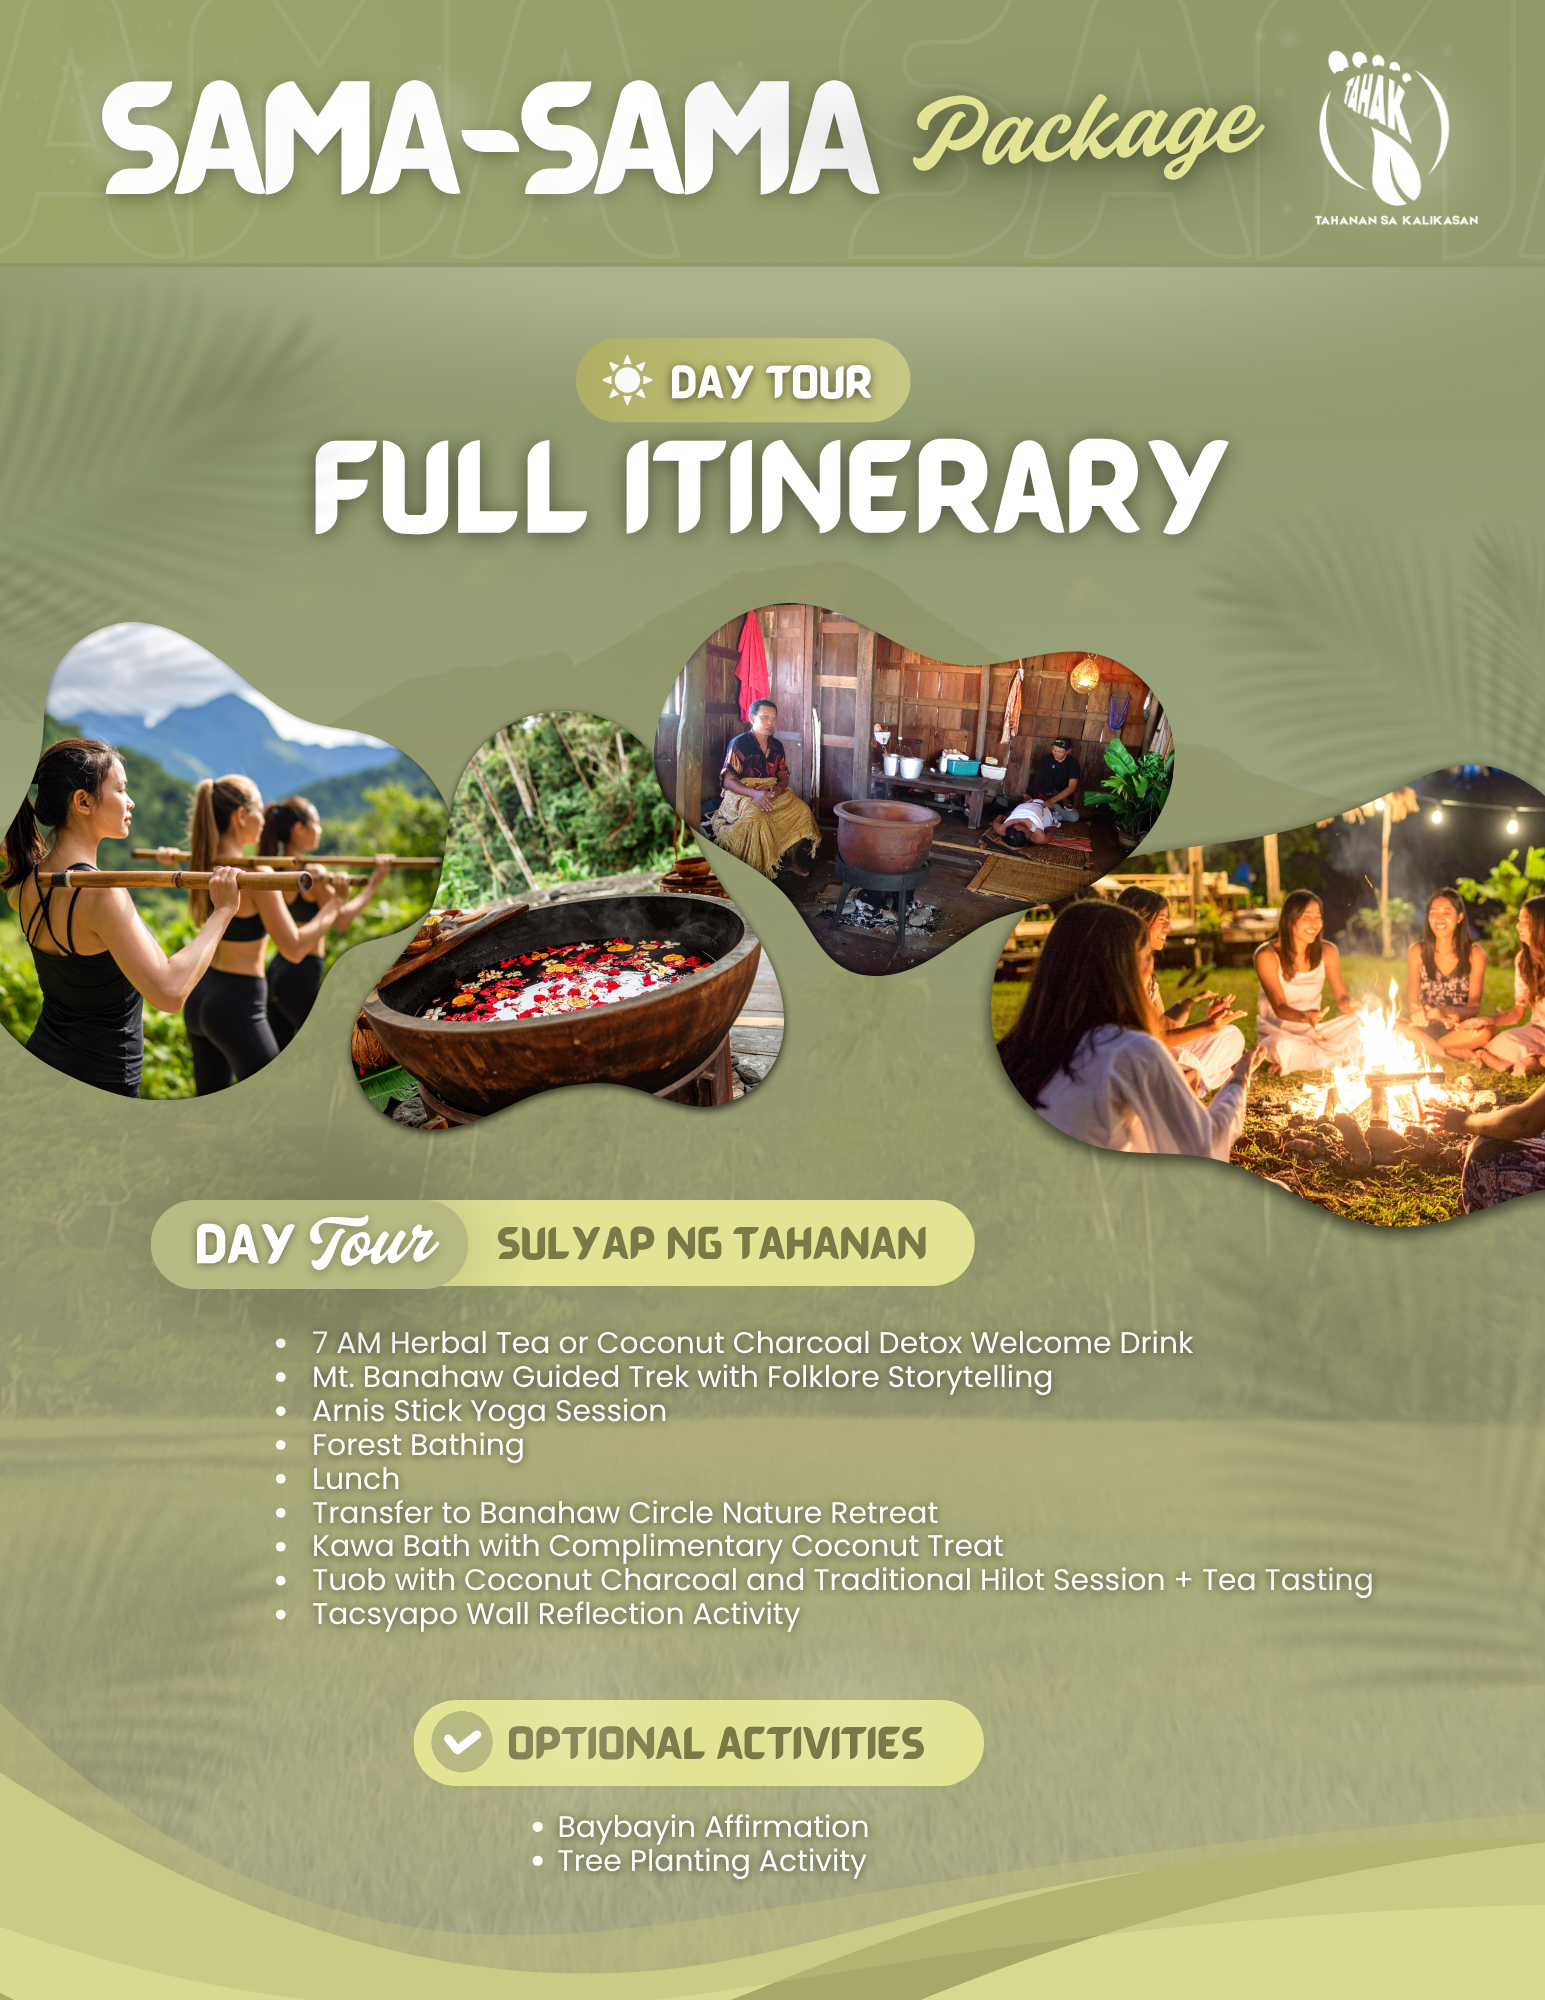 SAMA-SAMA Package
TAHAK
TAHANAN SA KALIKASAN
DAY TOUR
FULL ITINERARY
DAY Tour SULYAP NG TAHANAN
• 7 AM Herbal Tea or Coconut Charcoal Detox Welcome Drink
• Mt. Banahaw Guided Trek with Folklore Storytelling
• Arnis Stick Yoga Session
• Forest Bathing
• Lunch
• Transfer to Banahaw Circle Nature Retreat
• Kawa Bath with Complimentary Coconut Treat
• Tuob with Coconut Charcoal and Traditional Hilot Session + Tea Tasting
• Tacsyapo Wall Reflection Activity
OPTIONAL ACTIVITIES
• Baybayin Affirmation
• Tree Planting Activity